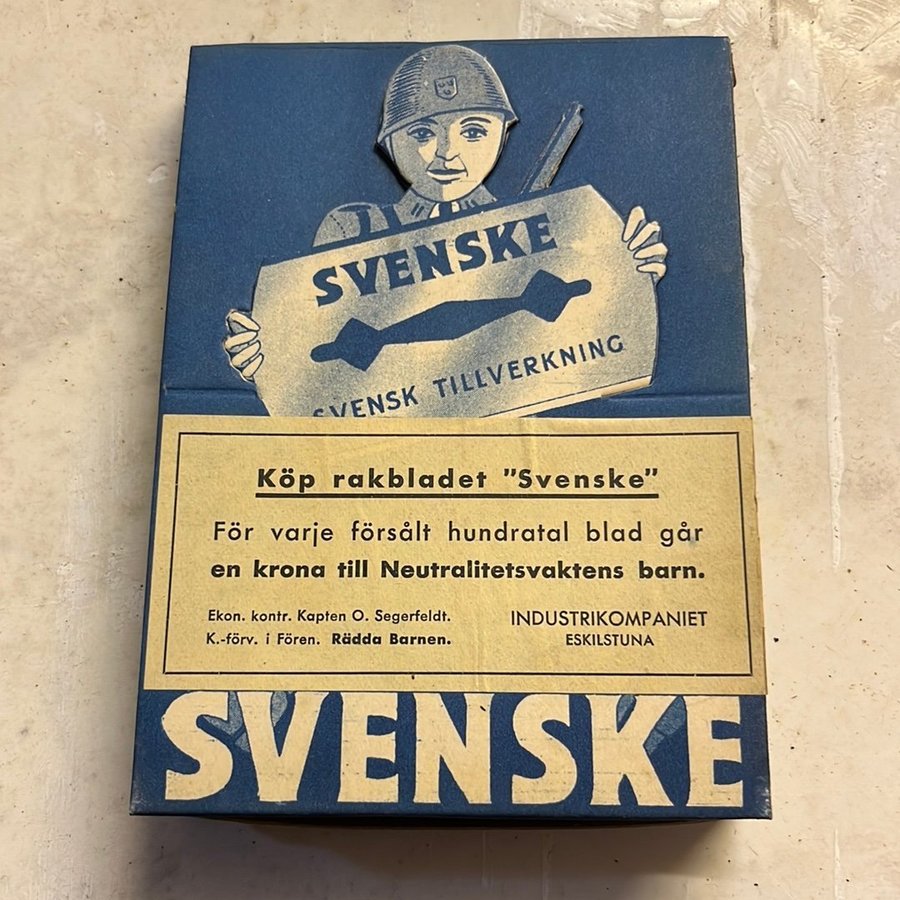 SVENSKE
SVENSK TILLVERKNING
Köp rakbladet "Svenske"
För varje försålt hundratal blad går
en krona till Neutralitetsvaktens barn.
Ekon. kontr. Kapten O. Segerfeldt.
K.-förv. i Fören. Rädda Barnen.
INDUSTRIKOMPANIET
ESKILSTUNA
SVENSKE